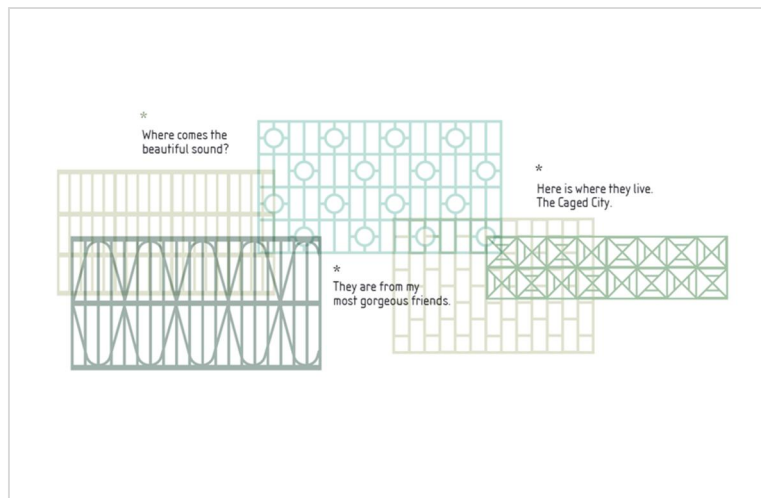 *
Where comes the
beautiful sound?
*
They are from my
most gorgeous friends.
*
Here is where they live.
The Caged City.